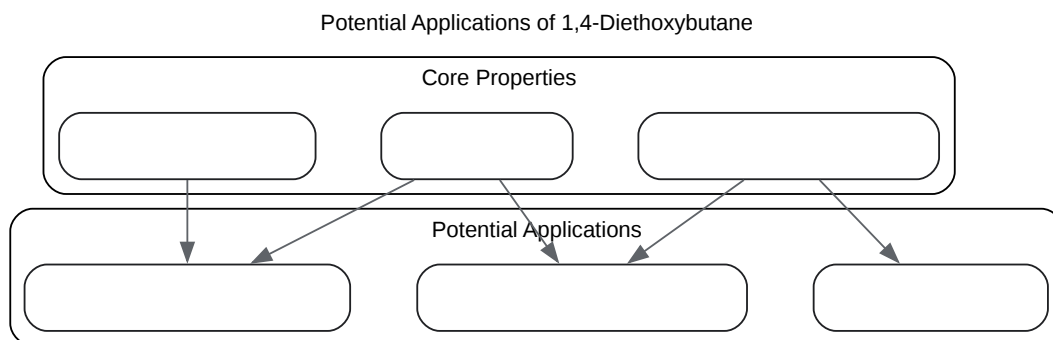 Potential Applications of 1,4-Diethoxybutane
Core Properties
Potential Applications